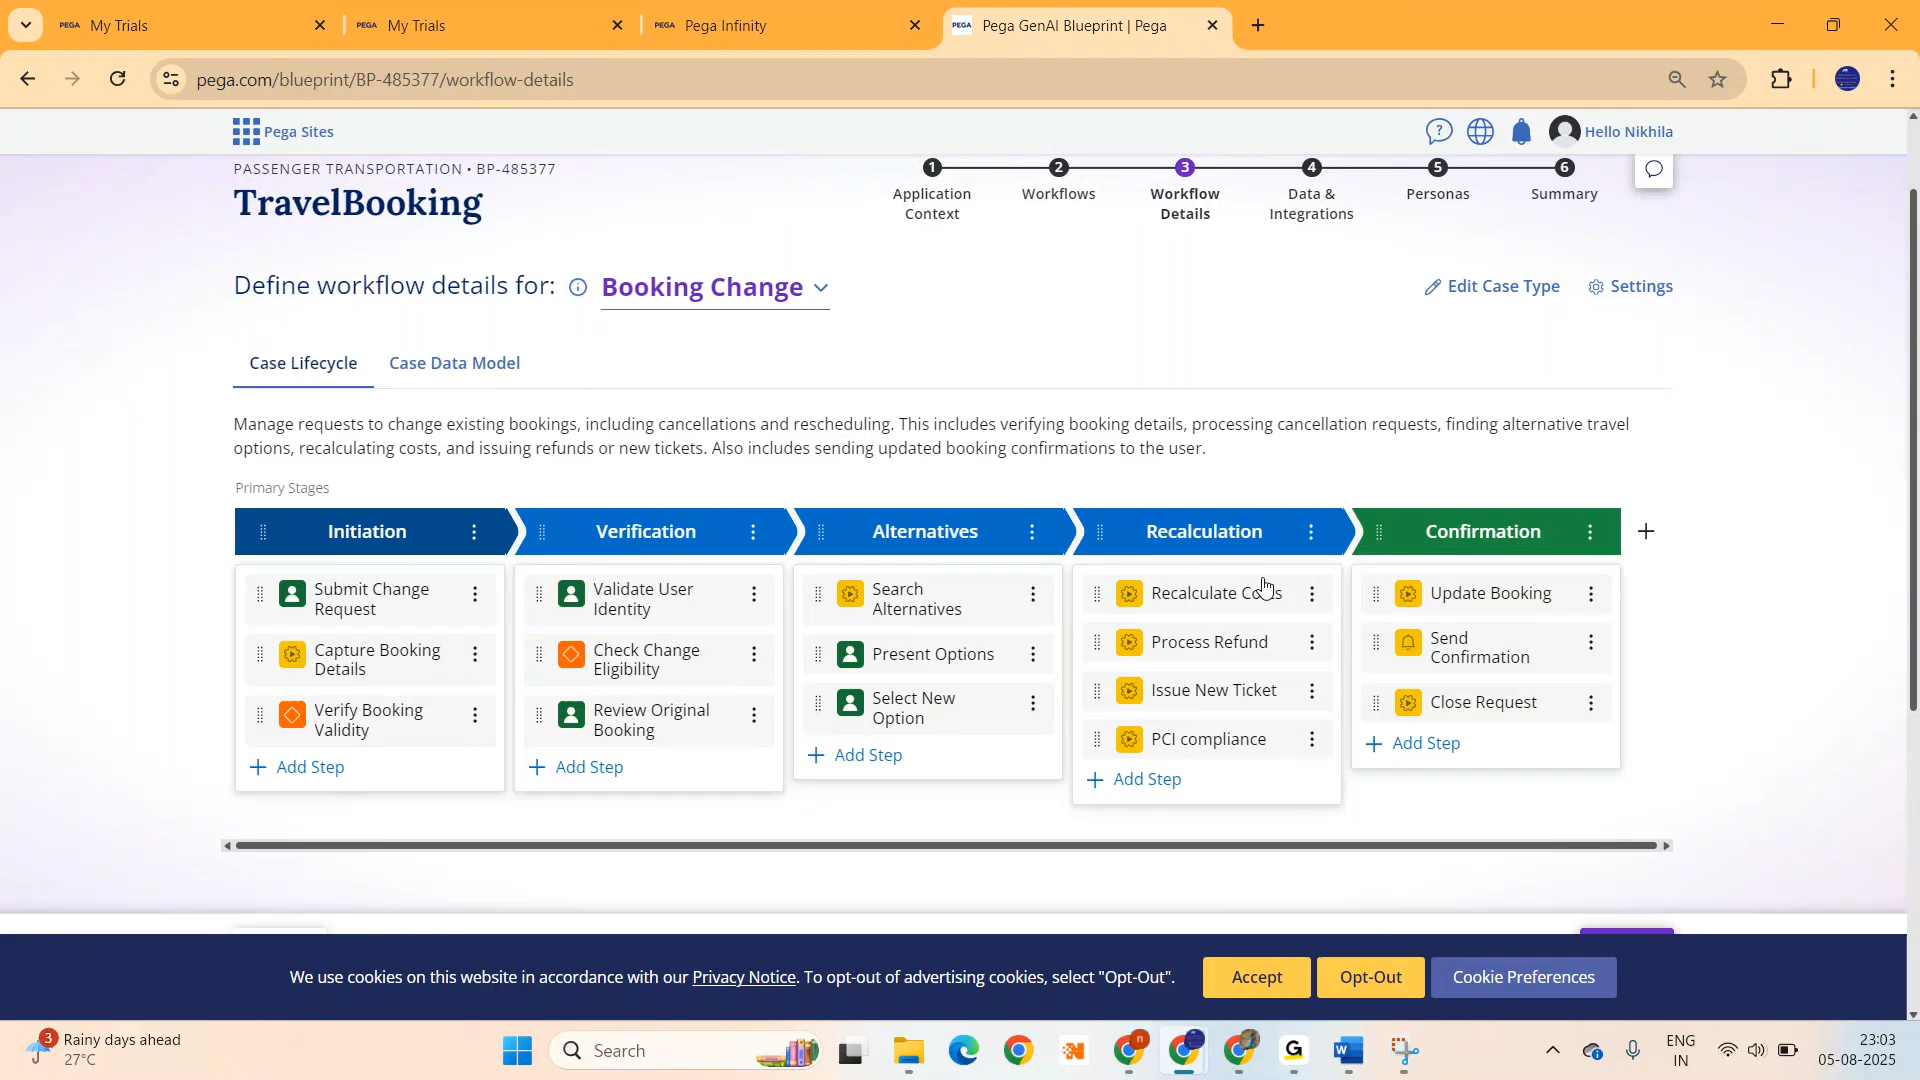 PEGA My Trials
PEGA My Trials
PEGA Pega Infinity
PEGA Pega GenAI Blueprint | Pega
pega.com/blueprint/BP-485377/workflow-details
Pega Sites
?
Hello Nikhila
PASSENGER TRANSPORTATION • BP-485377
TravelBooking
1
Application
Context
2
Workflows
3
Workflow
Details
4
Data &
Integrations
5
Personas
6
Summary
Define workflow details for:
Booking Change
Edit Case Type
Settings
Case Lifecycle
Case Data Model
Manage requests to change existing bookings, including cancellations and rescheduling. This includes verifying booking details, processing cancellation requests, finding alternative travel
options, recalculating costs, and issuing refunds or new tickets. Also includes sending updated booking confirmations to the user.
Primary Stages
Initiation
Submit Change
Request
Capture Booking
Details
Verify Booking
Validity
+ Add Step
Verification
Validate User
Identity
Check Change
Eligibility
Review Original
Booking
+ Add Step
Alternatives
Search
Alternatives
Present Options
Select New
Option
+ Add Step
Recalculation
Recalculate Costs
Process Refund
Issue New Ticket
PCI compliance
+ Add Step
Confirmation
Update Booking
Send
Confirmation
Close Request
+ Add Step
We use cookies on this website in accordance with our Privacy Notice. To opt-out of advertising cookies, select "Opt-Out".
Accept
Opt-Out
Cookie Preferences
3
Rainy days ahead
27°C
Search
ENG
IN
23:03
05-08-2025